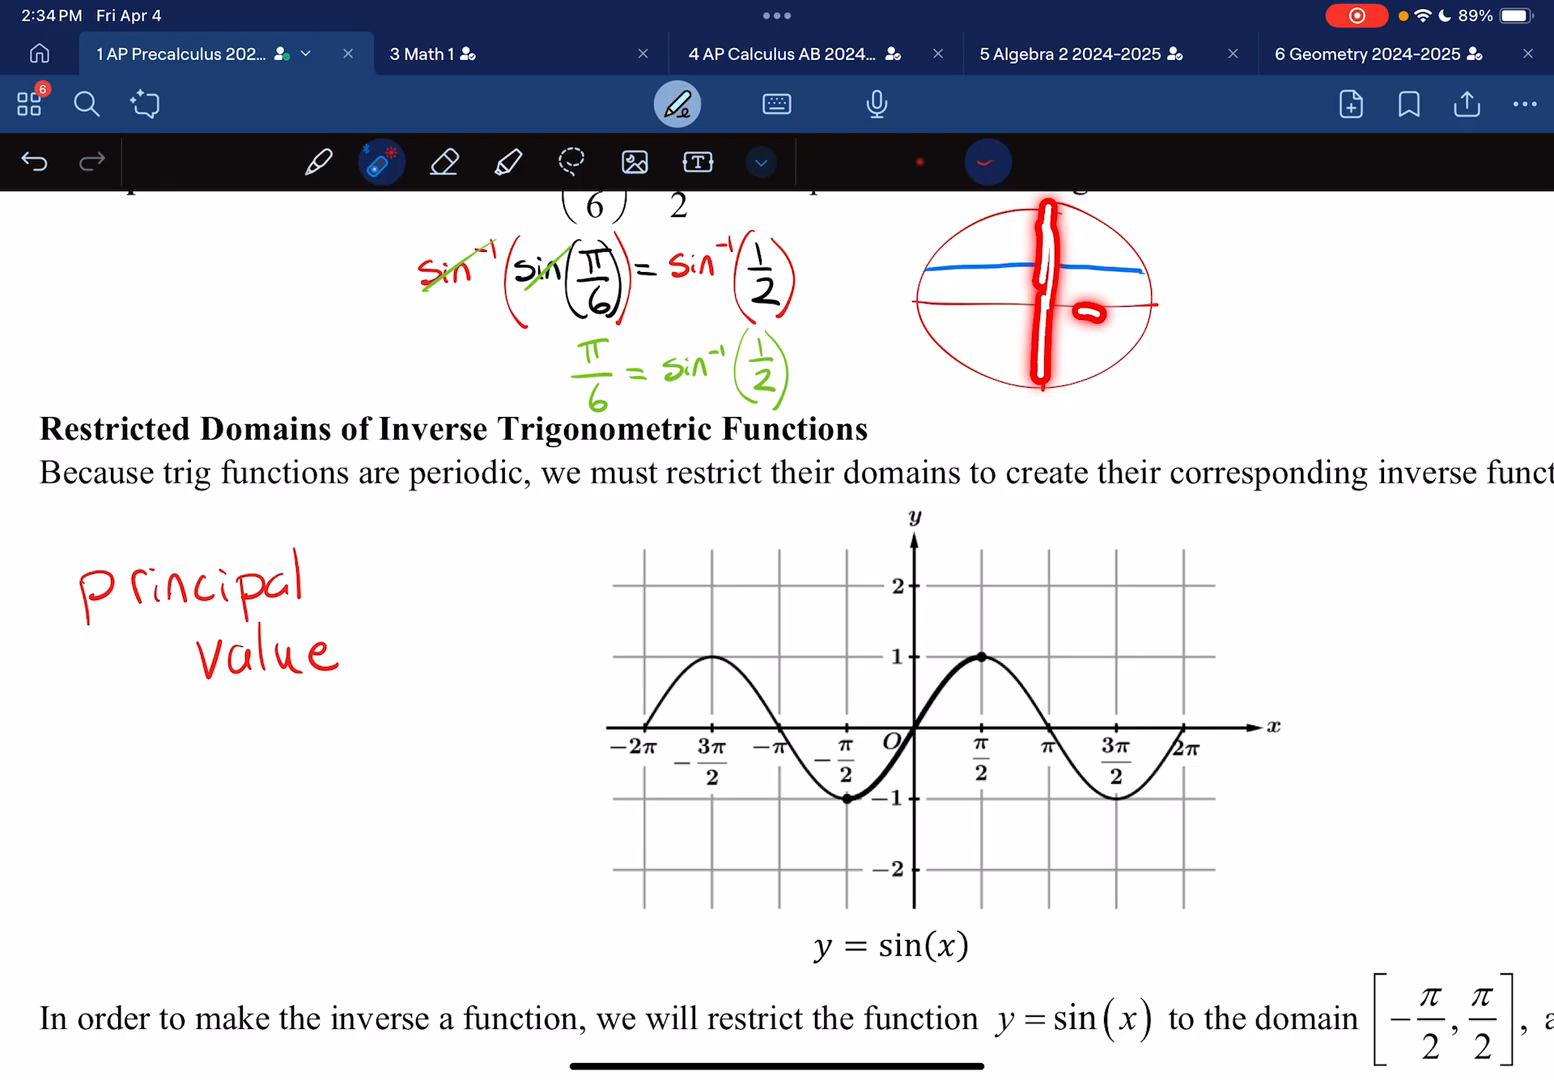 2:34 PM Fri Apr 4
89%
1 AP Precalculus 202...
3 Math 1
4 AP Calculus AB 2024...
5 Algebra 2 2024-2025
6 Geometry 2024-2025
6
T
( 6 ) 2
sin⁻¹(sin(π/6)) = sin⁻¹(1/2)
π/6 = sin⁻¹(1/2)
Restricted Domains of Inverse Trigonometric Functions
Because trig functions are periodic, we must restrict their domains to create their corresponding inverse funct
principal
value
y
2
1
−2π −3π/2 −π −π/2 O π/2 π 3π/2 2π x
−1
−2
y = sin(x)
In order to make the inverse a function, we will restrict the function y = sin(x) to the domain [−π/2, π/2], a